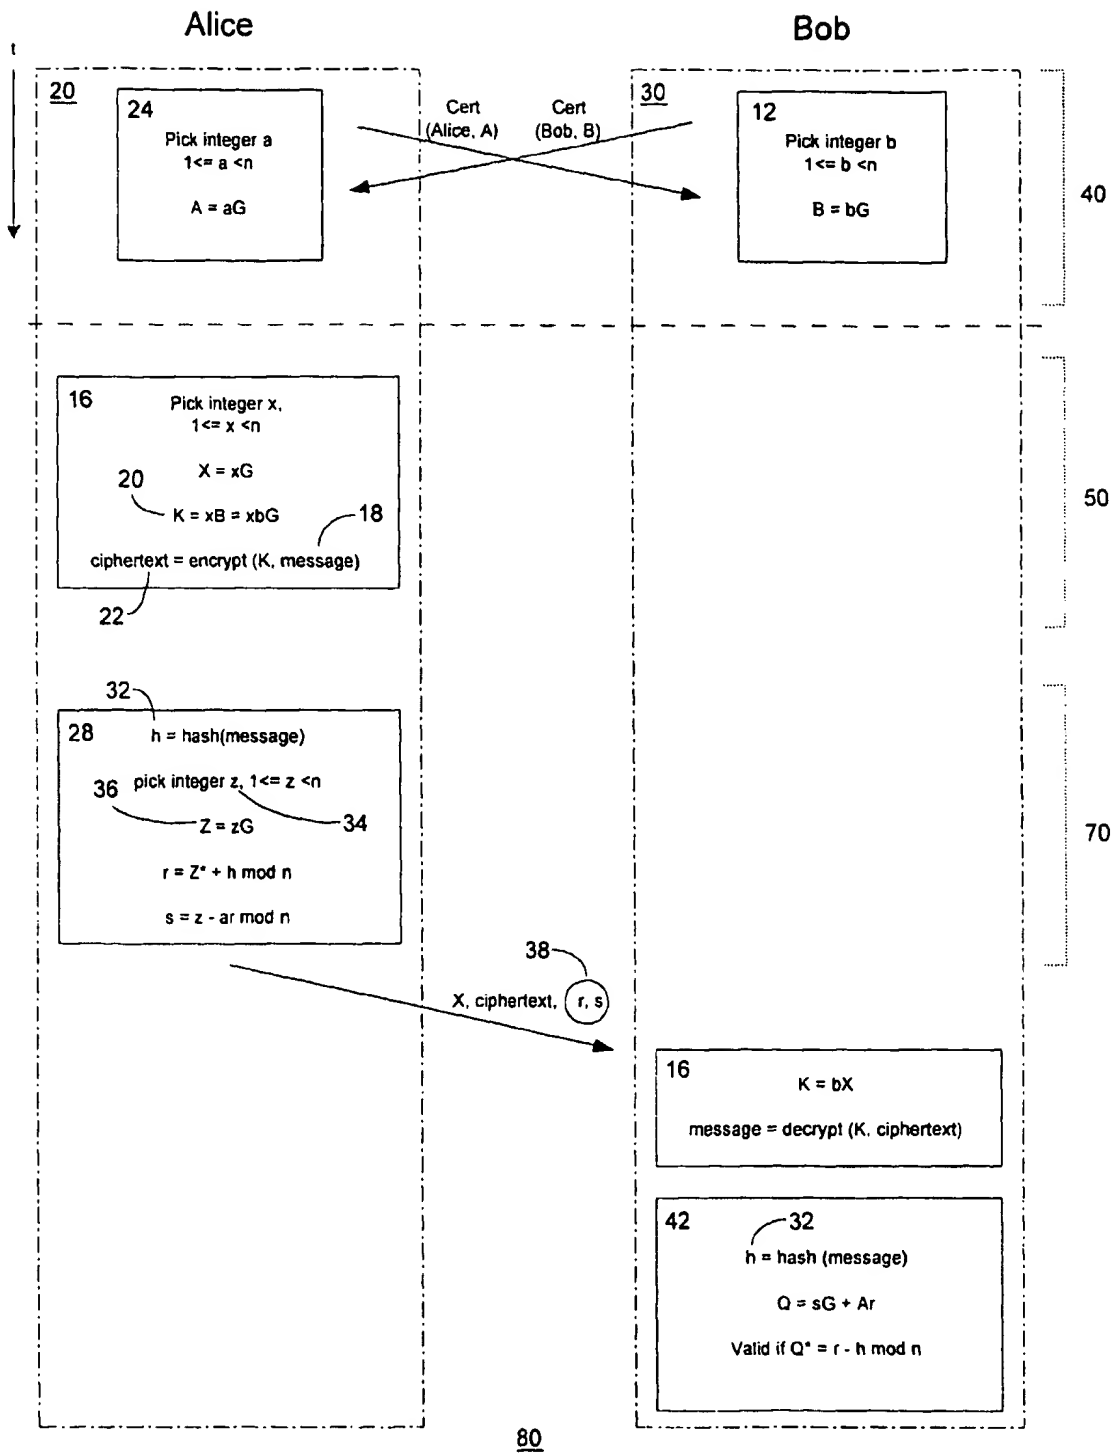 Alice
Bob
t
20
24
Pick integer a
1<= a <n
A = aG
Cert
(Alice, A)
Cert
(Bob, B)
30
12
Pick integer b
1<= b <n
B = bG
40
16
Pick integer x,
1<= x <n
X = xG
20
K = xB = xbG
18
ciphertext = encrypt (K, message)
22
50
32
28
h = hash(message)
pick integer z, 1<= z <n
36
Z = zG
34
r = Z* + h mod n
s = z - ar mod n
70
38
X, ciphertext, r, s
16
K = bX
message = decrypt (K, ciphertext)
42
32
h = hash (message)
Q = sG + Ar
Valid if Q* = r - h mod n
80